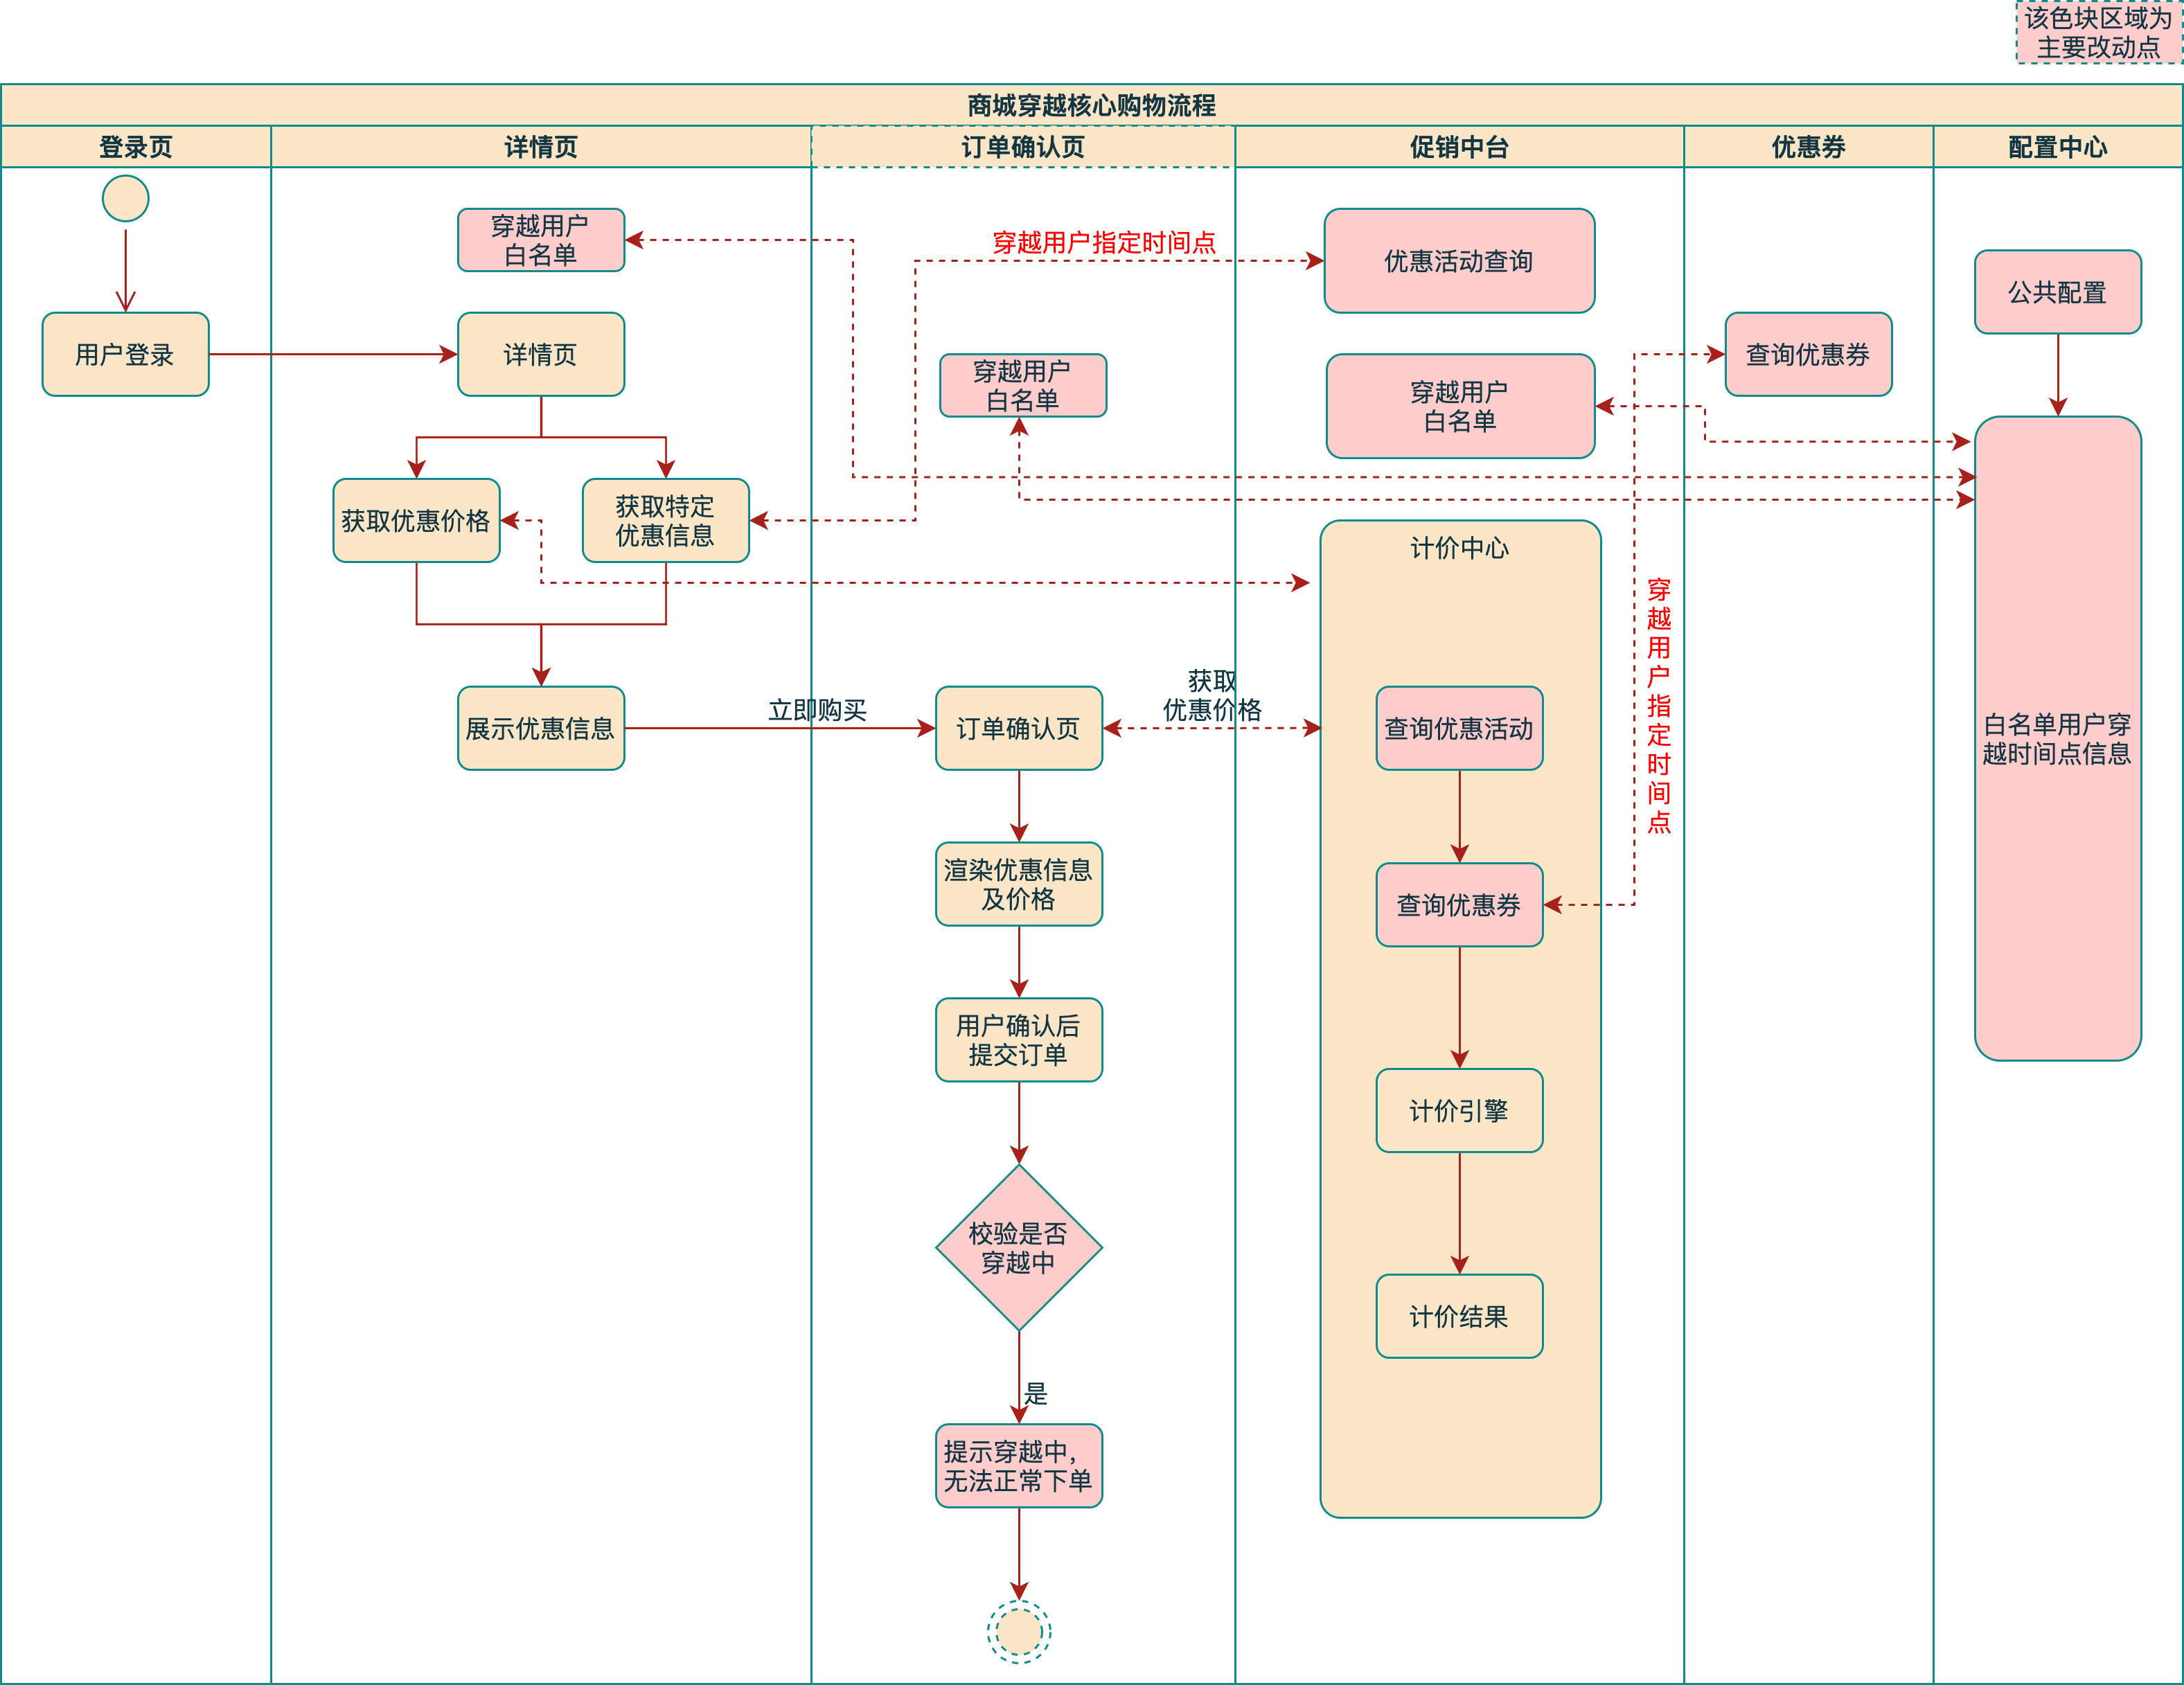 该色块区域为
主要改动点
商城穿越核心购物流程
登录页
详情页
订单确认页
促销中台
优惠券
配置中心
穿越用户
白名单
穿越用户指定时间点
优惠活动查询
公共配置
用户登录
详情页
穿越用户
白名单
穿越用户
白名单
查询优惠券
获取优惠价格
获取特定
优惠信息
计价中心
穿越用户指定时间点
展示优惠信息
立即购买
订单确认页
获取
优惠价格
查询优惠活动
白名单用户穿
越时间点信息
渲染优惠信息
及价格
查询优惠券
用户确认后
提交订单
计价引擎
校验是否
穿越中
计价结果
是
提示穿越中，
无法正常下单